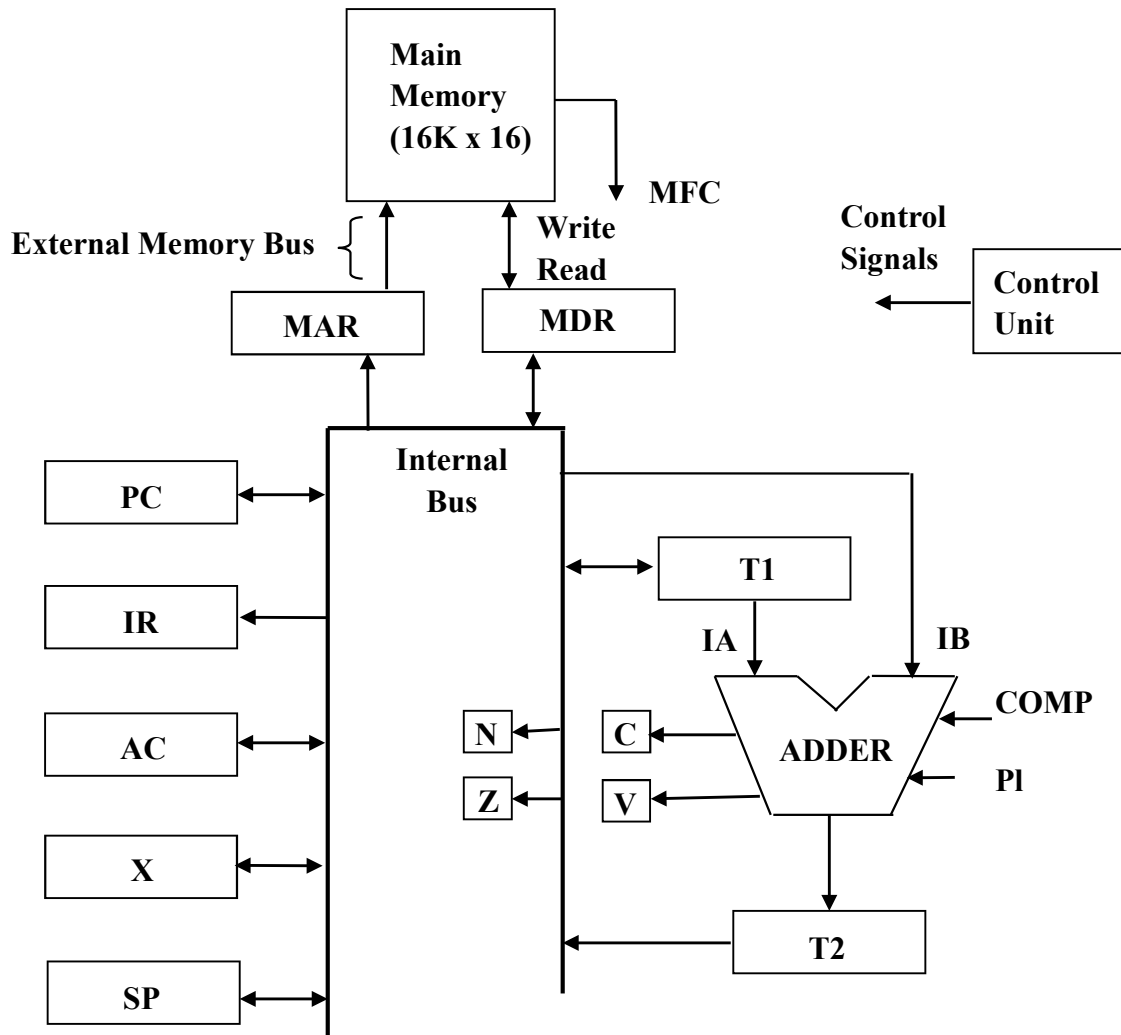 Main
Memory
(16K x 16)
MFC
External Memory Bus
Write
Read
Control
Signals
Control
Unit
MAR
MDR
Internal
Bus
PC
T1
IR
IA
IB
COMP
N
C
ADDER
AC
Z
V
Pl
X
T2
SP